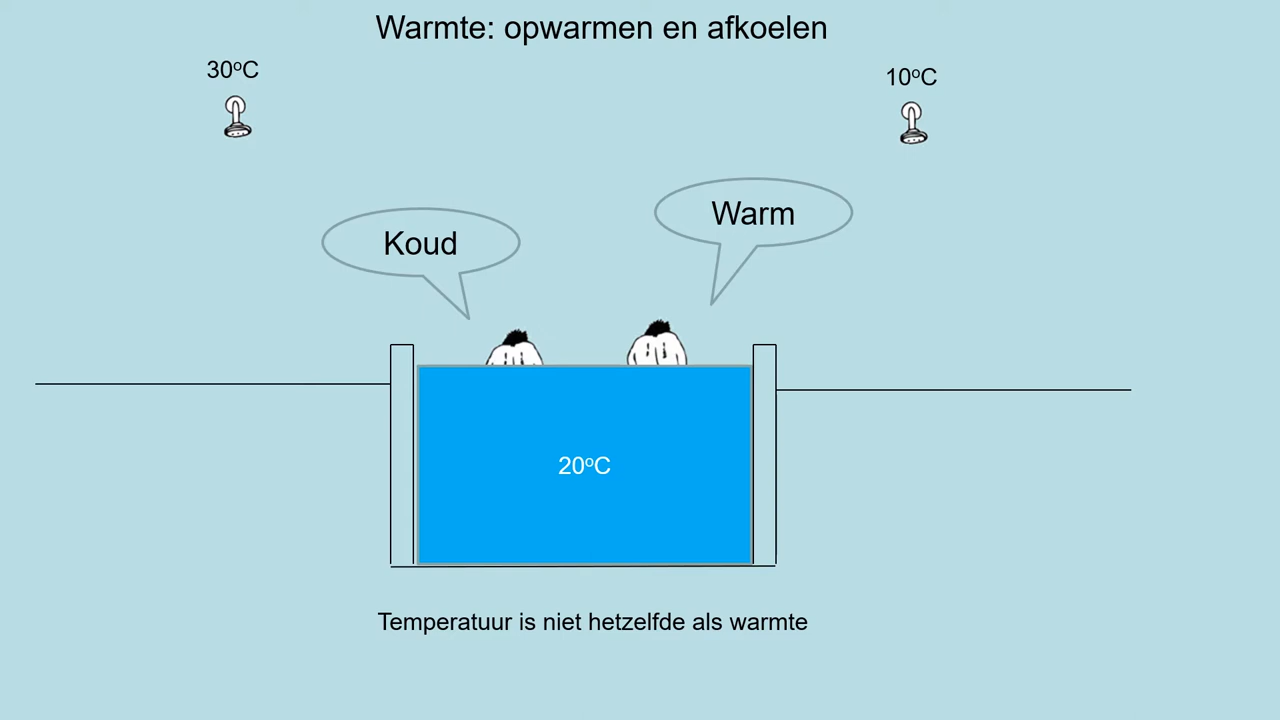 Warmte: opwarmen en afkoelen
30ºC
10ºC
Warm
Koud
20ºC
Temperatuur is niet hetzelfde als warmte